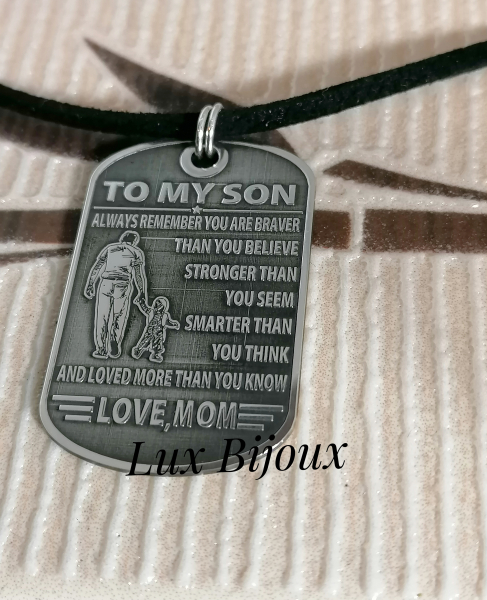 TO MY SON
ALWAYS REMEMBER YOU ARE BRAVER
THAN YOU BELIEVE
STRONGER THAN
YOU SEEM
SMARTER THAN
YOU THINK
AND LOVED MORE THAN YOU KNOW
LOVE,MOM
Lux Bijoux